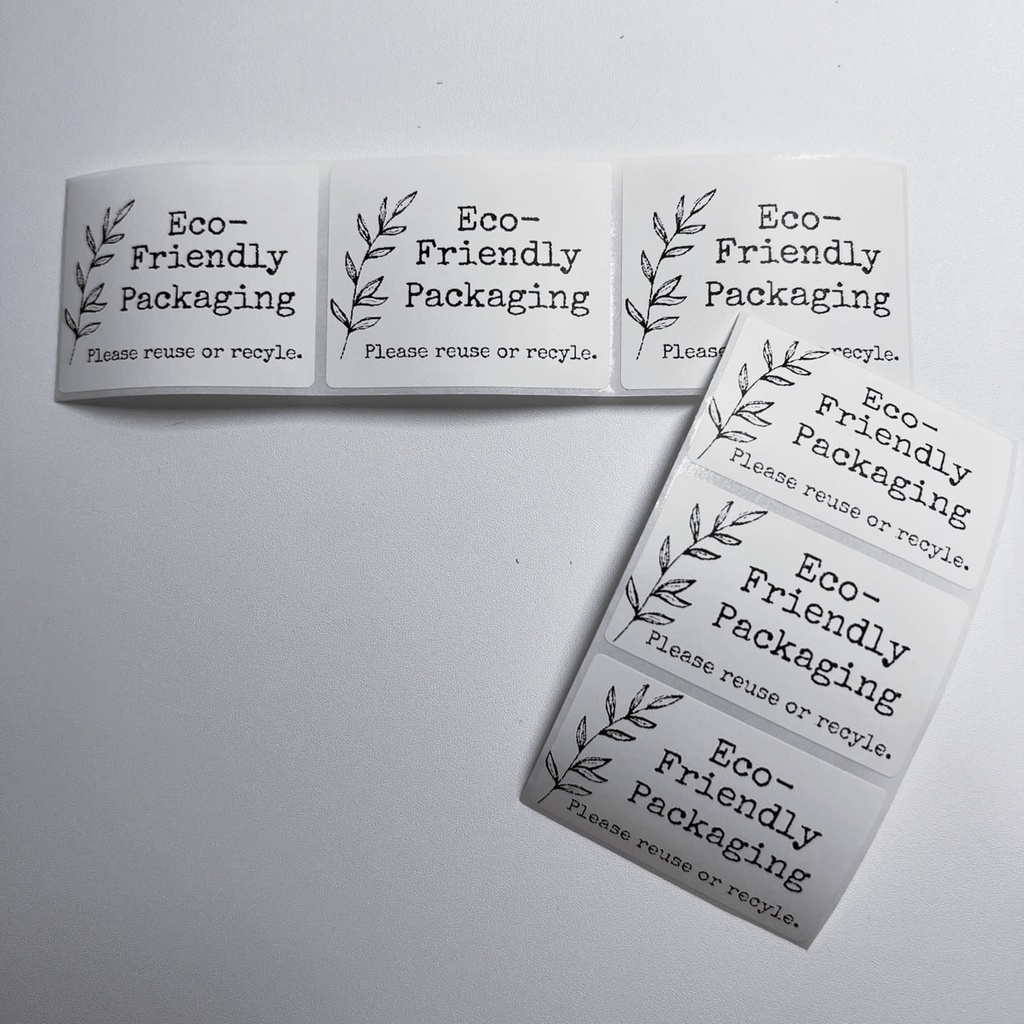 Eco-
Friendly
Packaging
Please reuse or recyle.
Eco-
Friendly
Packaging
Please reuse or recyle.
Eco-
Friendly
Packaging
Please recyle.
Eco-
Friendly
Packaging
Please reuse or recyle.
Eco-
Friendly
Packaging
Please reuse or recyle.
Eco-
Friendly
Packaging
Please reuse or recyle.